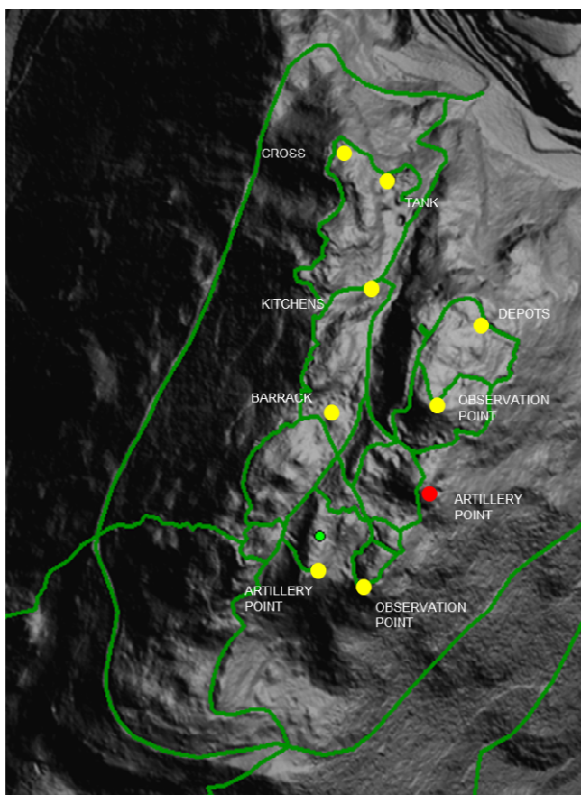 CROSS
TANK
KITCHENS
DEPOTS
BARRACK
OBSERVATION
POINT
ARTILLERY
POINT
ARTILLERY
POINT
OBSERVATION
POINT